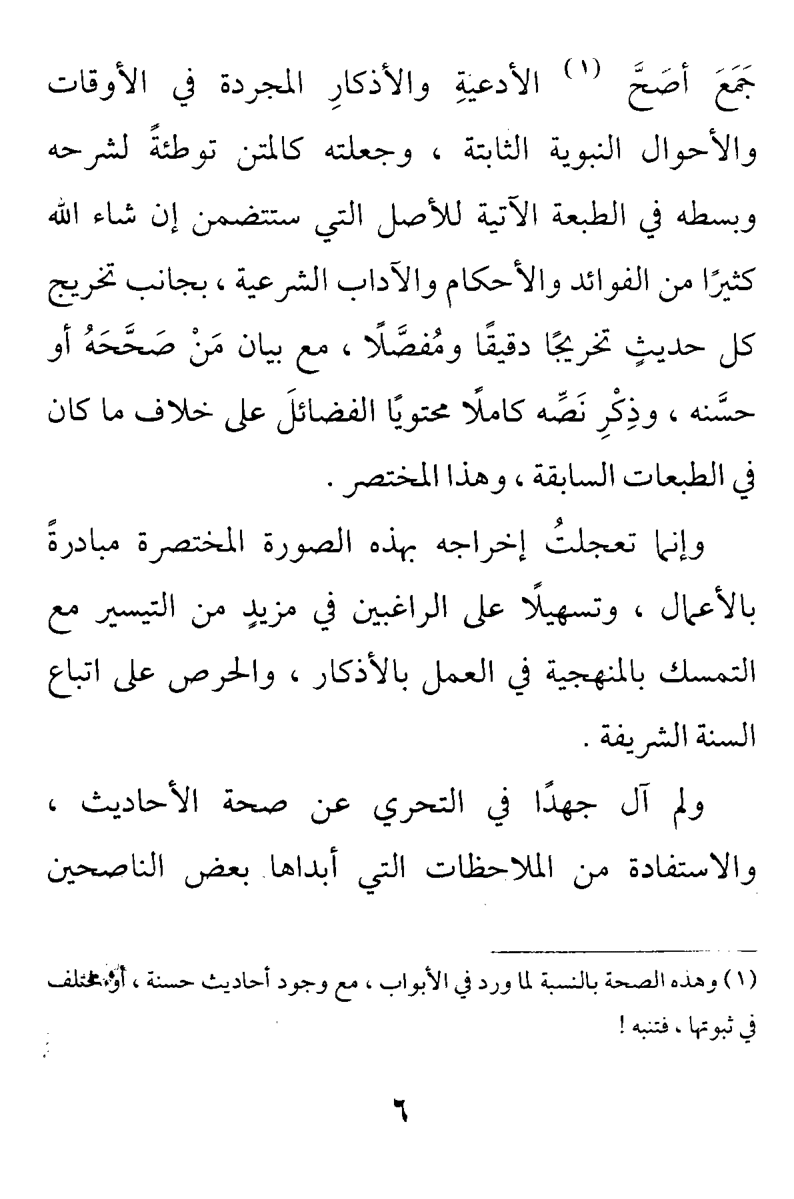 جَمَعَ أصَحَّ (١) الأدعيةِ والأذكارِ المجردة في الأوقات
والأحوال النبوية الثابتة ، وجعلته كالمتن توطئةً لشرحه
وبسطه في الطبعة الآتية للأصل التي ستتضمن إن شاء الله
كثيرًا من الفوائد والأحكام والآداب الشرعية ، بجانب تخريج
كل حديثٍ تخريجًا دقيقًا ومُفصَّلًا ، مع بيان مَنْ صَحَّحَهُ أو
حسَّنه ، وذِكْرِ نَصِّه كاملًا محتويًا الفضائلَ على خلاف ما كان
في الطبعات السابقة ، وهذا المختصر .
وإنما تعجلتُ إخراجه بهذه الصورة المختصرة مبادرةً
بالأعمال ، وتسهيلًا على الراغبين في مزيدٍ من التيسير مع
التمسك بالمنهجية في العمل بالأذكار ، والحرص على اتباع
السنة الشريفة .
ولم آل جهدًا في التحري عن صحة الأحاديث ،
والاستفادة من الملاحظات التي أبداها بعض الناصحين
(١) وهذه الصحة بالنسبة لما ورد في الأبواب ، مع وجود أحاديث حسنة ، أو مختلف
في ثبوتها ، فتنبه !
٦